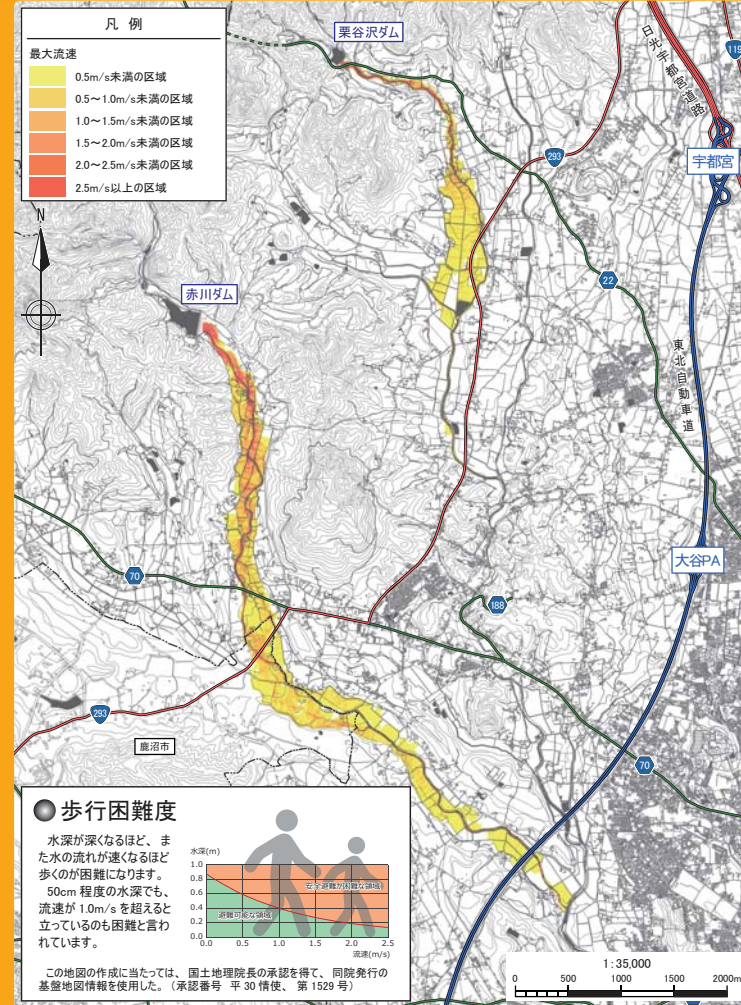 凡 例
最大流速
0.5m/s未満の区域
0.5～1.0m/s未満の区域
1.0～1.5m/s未満の区域
1.5～2.0m/s未満の区域
2.0～2.5m/s未満の区域
2.5m/s以上の区域
N
栗谷沢ダム
日光宇都宮道路
119
293
宇都宮
22
赤川ダム
東北自動車道
大谷PA
70
188
293
鹿沼市
70
歩行困難度
水深が深くなるほど、ま
た水の流れが速くなるほど
歩くのが困難になります。
50cm 程度の水深でも、
流速が 1.0m/s を超えると
立っているのも困難と言わ
れています。
水深(m)
1.0
0.8
0.6
0.4
0.2
0.0
安全避難が困難な領域
避難可能な領域
0.0 0.5 1.0 1.5 2.0 2.5
流速(m/s)
この地図の作成に当たっては、国土地理院長の承認を得て、同院発行の
基盤地図情報を使用した。（承認番号 平 30 情使、 第 1529 号）
1:35,000
0 500 1000 1500 2000m